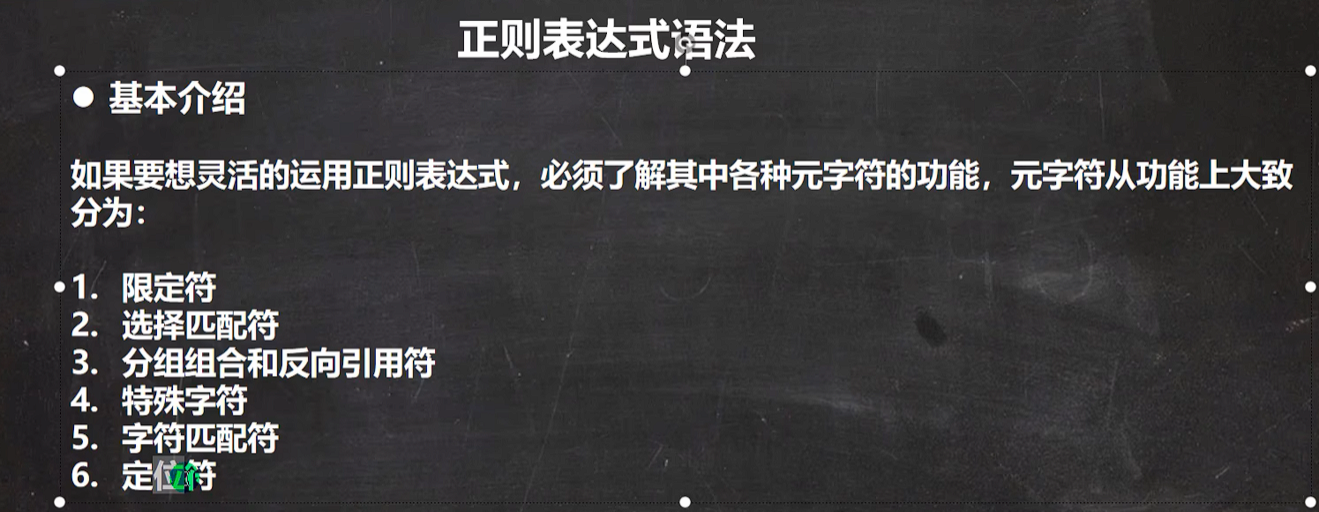 正则表达式语法
● 基本介绍
如果要想灵活的运用正则表达式，必须了解其中各种元字符的功能，元字符从功能上大致
分为：
1. 限定符
2. 选择匹配符
3. 分组组合和反向引用符
4. 特殊字符
5. 字符匹配符
6. 定位符